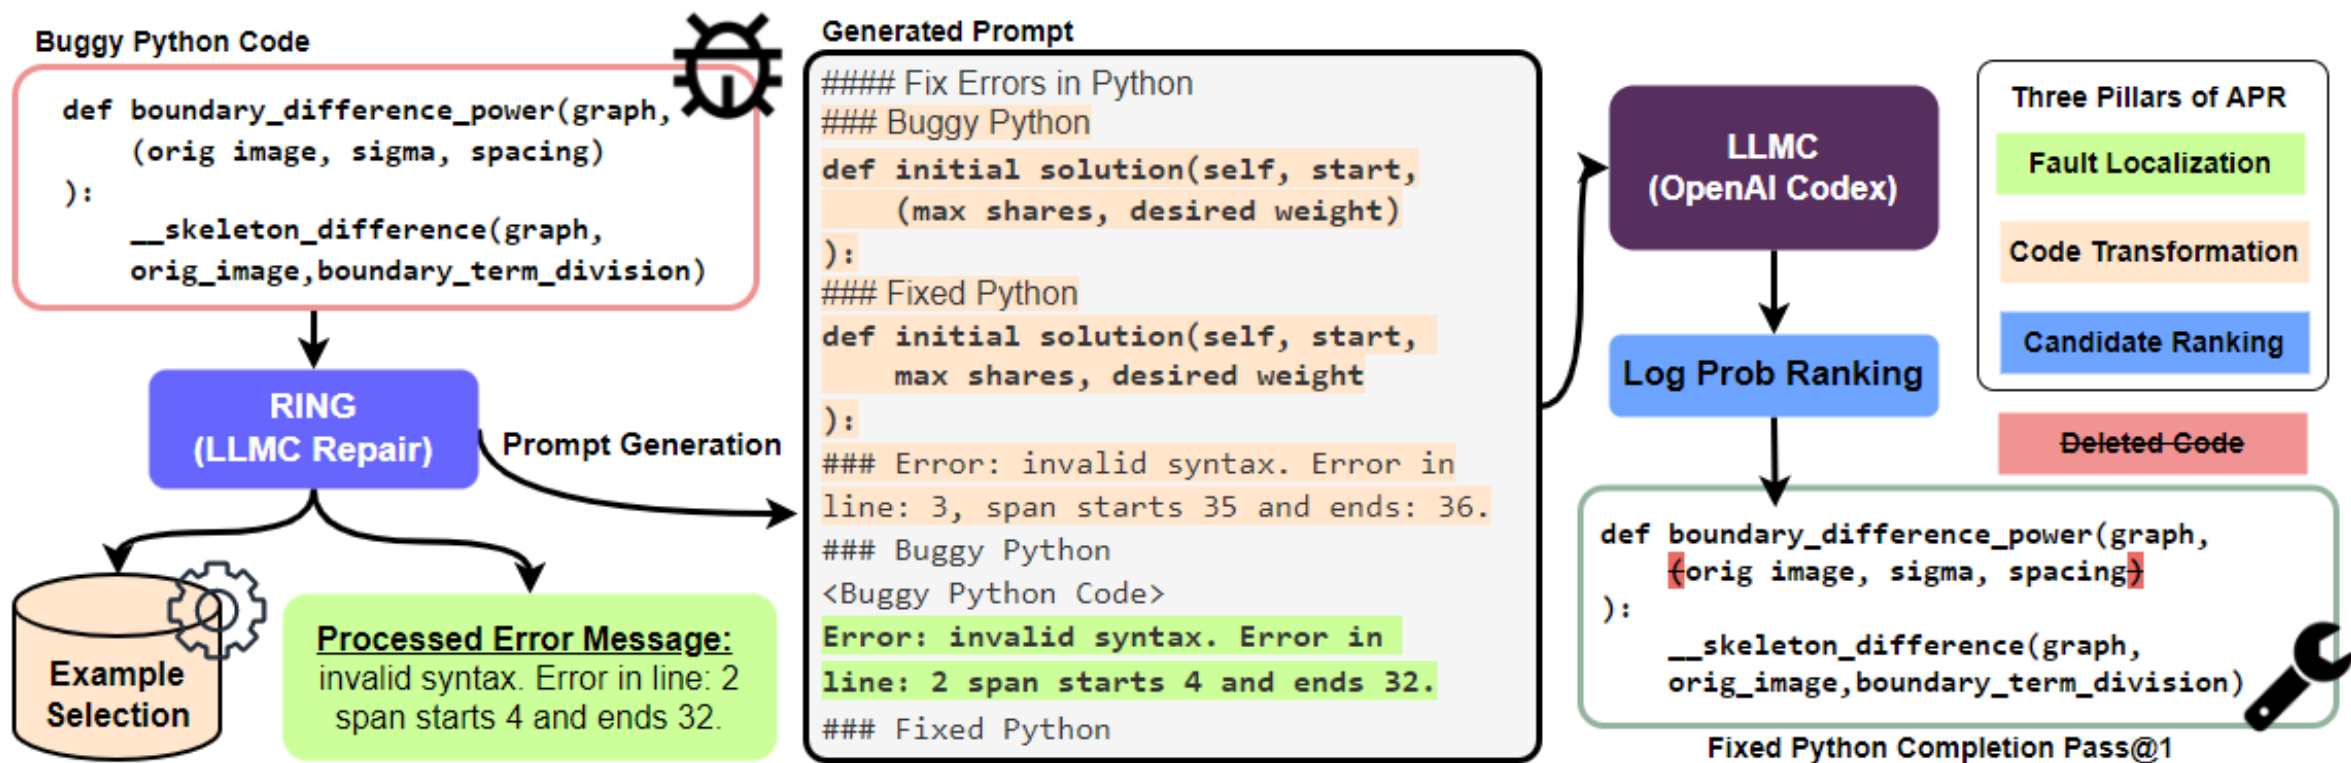 Buggy Python Code
def boundary_difference_power(graph,
(orig image, sigma, spacing)
):
__skeleton_difference(graph,
orig_image,boundary_term_division)
RING
(LLMC Repair)
Prompt Generation
Example
Selection
Processed Error Message:
invalid syntax. Error in line: 2
span starts 4 and ends 32.
Generated Prompt
#### Fix Errors in Python
### Buggy Python
def initial solution(self, start,
(max shares, desired weight)
):
### Fixed Python
def initial solution(self, start,
max shares, desired weight
):
### Error: invalid syntax. Error in
line: 3, span starts 35 and ends: 36.
### Buggy Python
<Buggy Python Code>
Error: invalid syntax. Error in
line: 2 span starts 4 and ends 32.
### Fixed Python
LLMC
(OpenAI Codex)
Log Prob Ranking
Three Pillars of APR
Fault Localization
Code Transformation
Candidate Ranking
Deleted Code
def boundary_difference_power(graph,
(orig image, sigma, spacing)
):
__skeleton_difference(graph,
orig_image,boundary_term_division)
Fixed Python Completion Pass@1